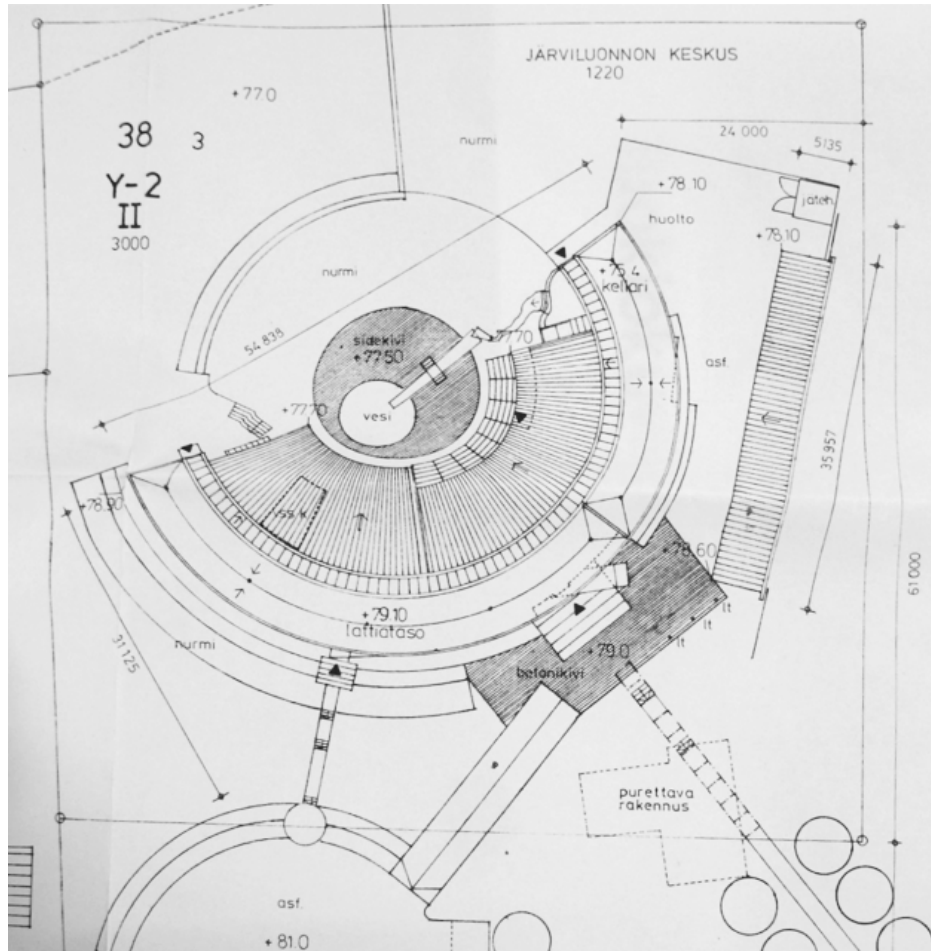 JÄRVILUONNON KESKUS
1220
+77.0
38 3
Y-2
II
3000
nurmi
24 000
5135
+78.10
jäteh.
huolto
+78.10
nurmi
+75.4
kellari
54.838
sidekivi
+77.50
+77.70
asf.
vesi
+77.70
35 957
+78.90
vss k.
+78.60
61 000
+79.10
lattiataso
lt
lt
lt
nurmi
31 125
+79.0
betonikivi
purettava
rakennus
asf.
+81.0